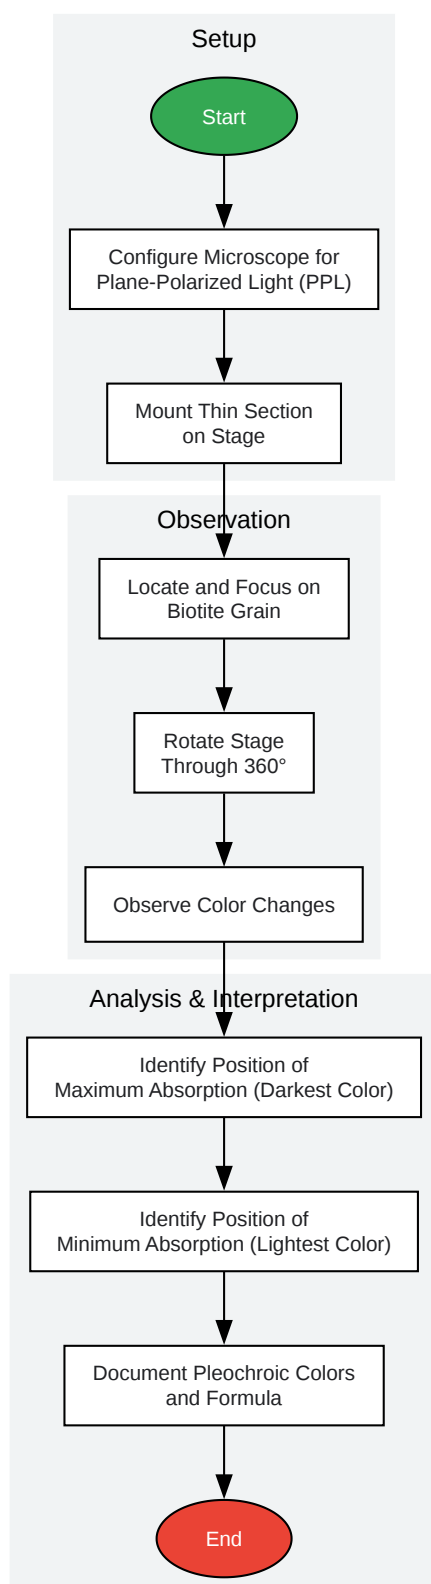 Setup
Start
Configure Microscope for
Plane-Polarized Light (PPL)
Mount Thin Section
on Stage
Observation
Locate and Focus on
Biotite Grain
Rotate Stage
Through 360°
Observe Color Changes
Analysis & Interpretation
Identify Position of
Maximum Absorption (Darkest Color)
Identify Position of
Minimum Absorption (Lightest Color)
Document Pleochroic Colors
and Formula
End